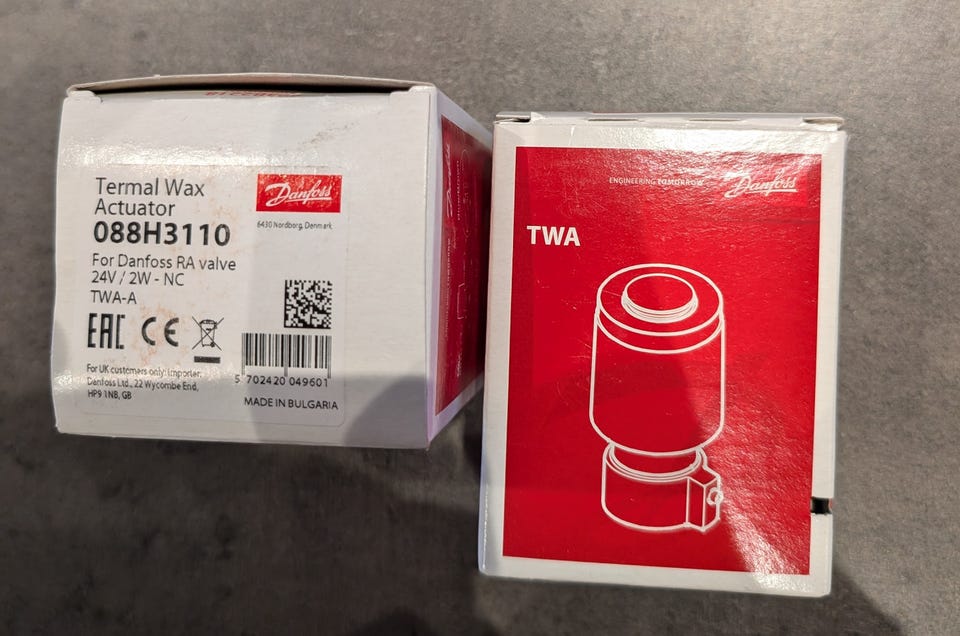 Termal Wax
Actuator
088H3110
For Danfoss RA valve
24V / 2W - NC
TWA-A
Danfoss
6430 Nordborg, Denmark
EAC CE
For UK customers only: Importer:
Danfoss Ltd., 22 Wycombe End,
HP9 1NB, GB
5 702420 049601
MADE IN BULGARIA
ENGINEERING TOMORROW
Danfoss
TWA